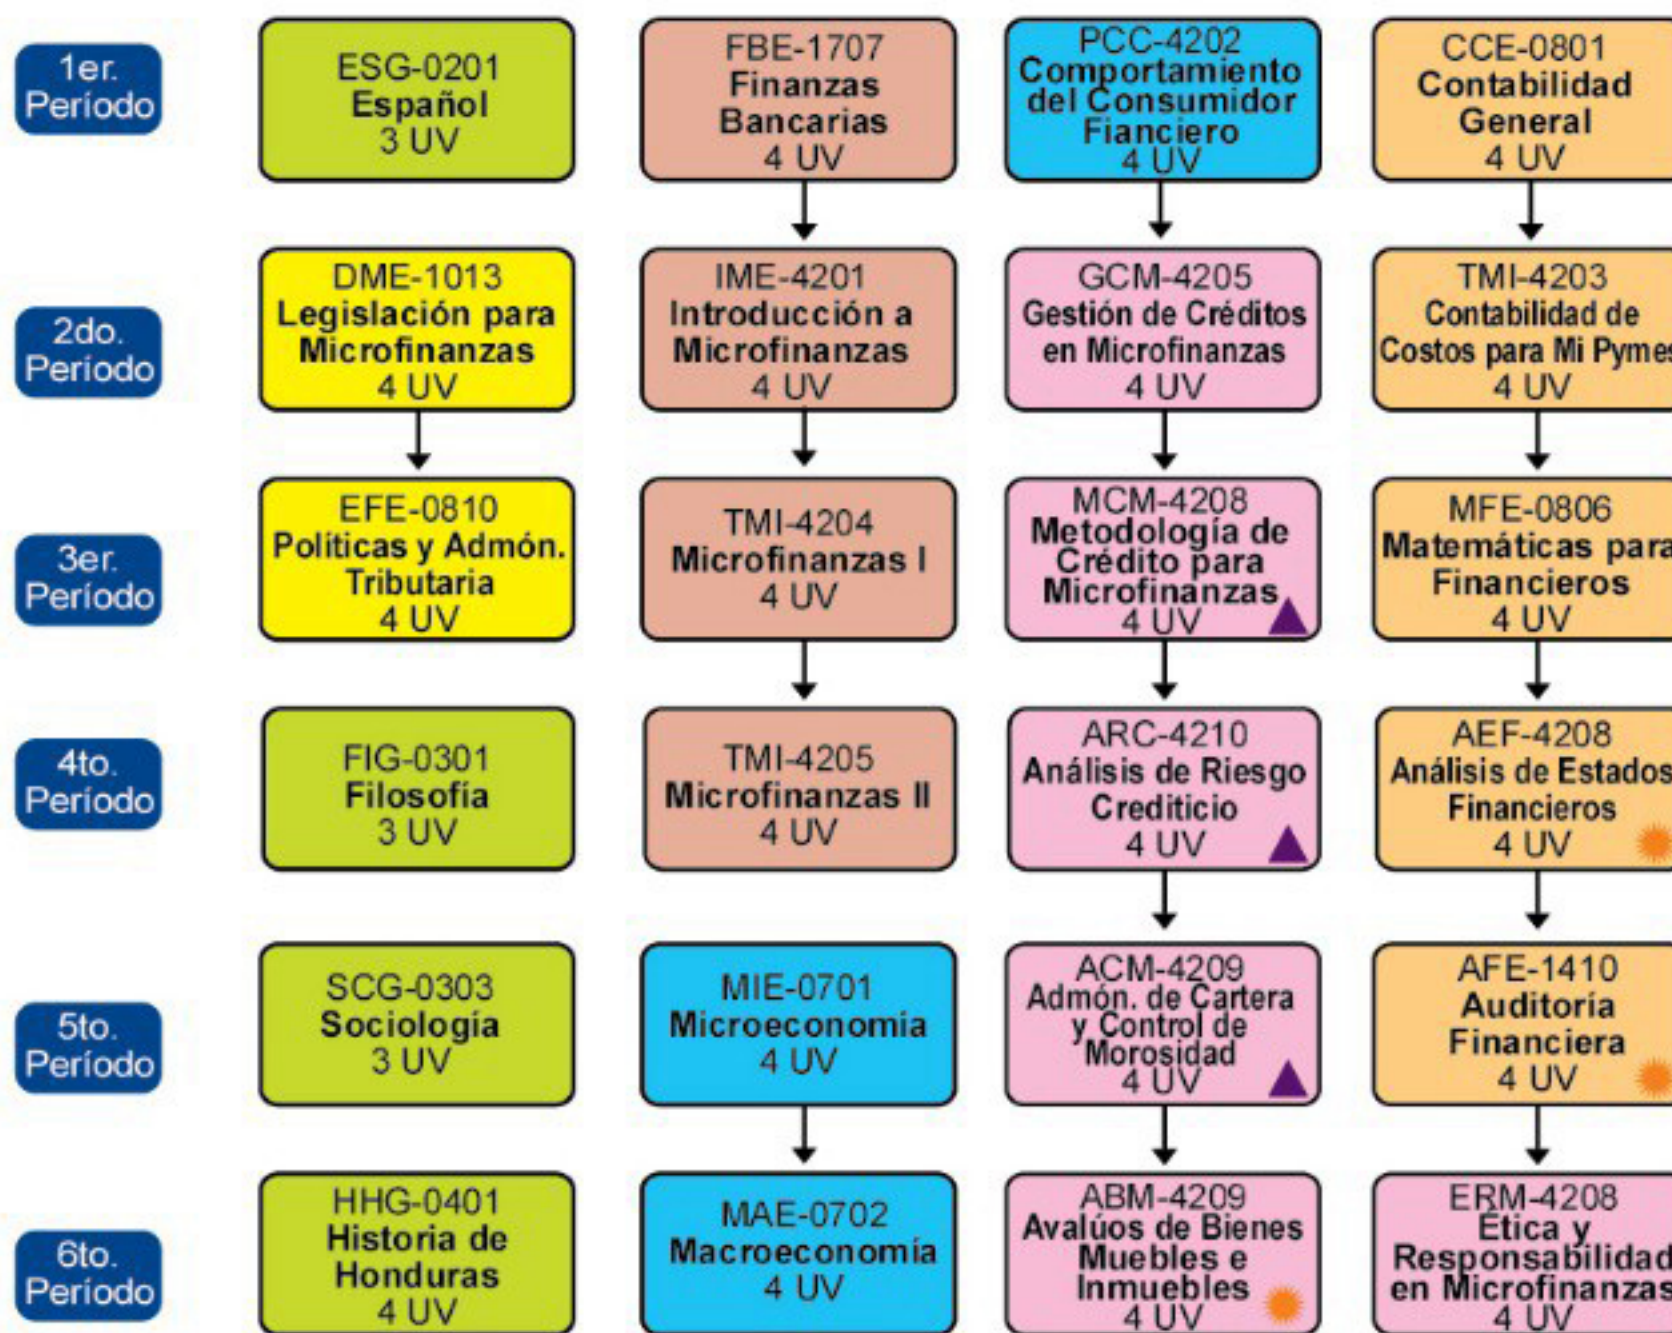 1er.
Período
ESG-0201
Español
3 UV
FBE-1707
Finanzas
Bancarias
4 UV
PCC-4202
Comportamiento
del Consumidor
Fianciero
4 UV
CCE-0801
Contabilidad
General
4 UV
2do.
Período
DME-1013
Legislación para
Microfinanzas
4 UV
IME-4201
Introducción a
Microfinanzas
4 UV
GCM-4205
Gestión de Créditos
en Microfinanzas
4 UV
TMI-4203
Contabilidad de
Costos para Mi Pymes
4 UV
3er.
Período
EFE-0810
Políticas y Admón.
Tributaria
4 UV
TMI-4204
Microfinanzas I
4 UV
MCM-4208
Metodología de
Crédito para
Microfinanzas
4 UV
MFE-0806
Matemáticas para
Financieros
4 UV
4to.
Período
FIG-0301
Filosofía
3 UV
TMI-4205
Microfinanzas II
4 UV
ARC-4210
Análisis de Riesgo
Crediticio
4 UV
AEF-4208
Análisis de Estados
Financieros
4 UV
5to.
Período
SCG-0303
Sociología
3 UV
MIE-0701
Microeconomía
4 UV
ACM-4209
Admón. de Cartera
y Control de
Morosidad
4 UV
AFE-1410
Auditoría
Financiera
4 UV
6to.
Período
HHG-0401
Historia de
Honduras
4 UV
MAE-0702
Macroeconomía
4 UV
ABM-4209
Avalúos de Bienes
Muebles e
Inmuebles
4 UV
ERM-4208
Ética y
Responsabilidad
en Microfinanzas
4 UV